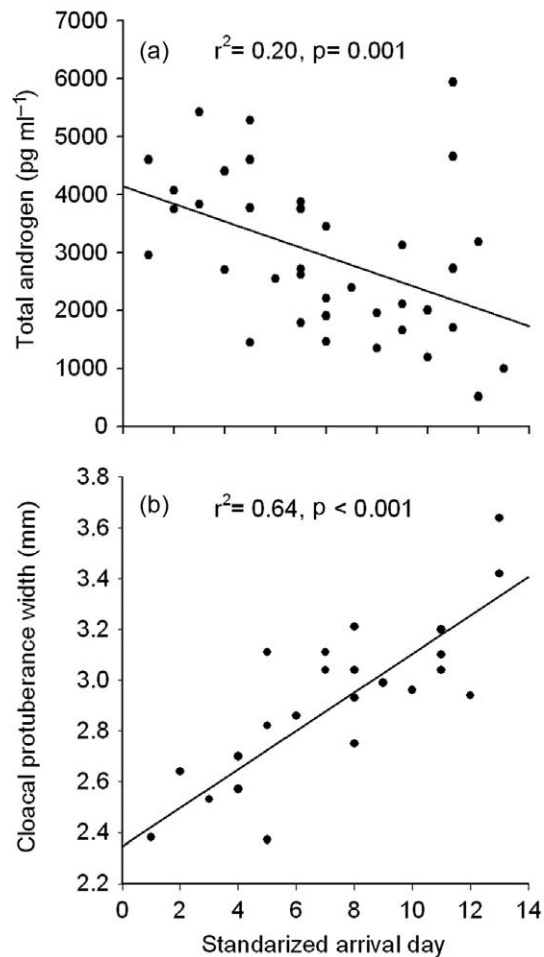 7000
(a) r²= 0.20, p= 0.001
6000
5000
4000
3000
2000
1000
0
Total androgen (pg ml⁻¹)
3.8
(b) r²= 0.64, p < 0.001
3.6
3.4
3.2
3.0
2.8
2.6
2.4
2.2
Cloacal protuberance width (mm)
0 2 4 6 8 10 12 14
Standarized arrival day